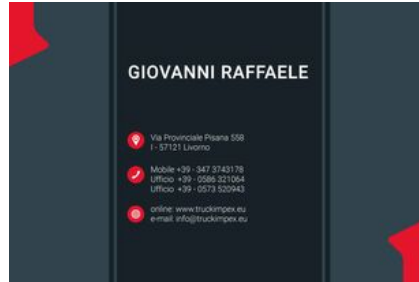 GIOVANNI RAFFAELE
Via Provinciale Pisana 558
I - 57121 Livorno
Mobile +39 - 347 3743178
Ufficio +39 - 0586 321064
Ufficio +39 - 0573 520943
online: www.truckimpex.eu
e-mail: info@truckimpex.eu